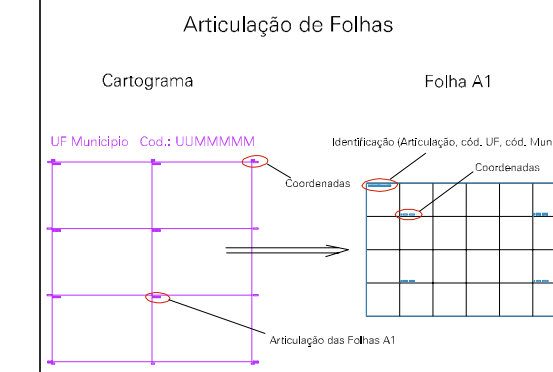 Articulação de Folhas
Cartograma
Folha A1
UF Municipio Cod.: UUMMMMM
Identificação (Articulação, cód. UF, cód. Mun
Coordenadas
Coordenadas
Articulação das Folhas A1